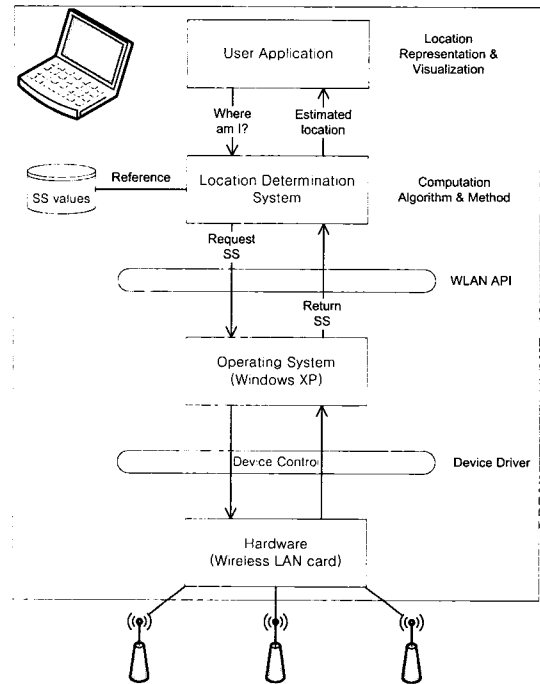 User Application
Location
Representation &
Visualization
Where
am I?
Estimated
location
Reference
SS values
Location Determination
System
Computation
Algorithm & Method
Request
SS
WLAN API
Return
SS
Operating System
(Windows XP)
Device Control
Device Driver
Hardware
(Wireless LAN card)